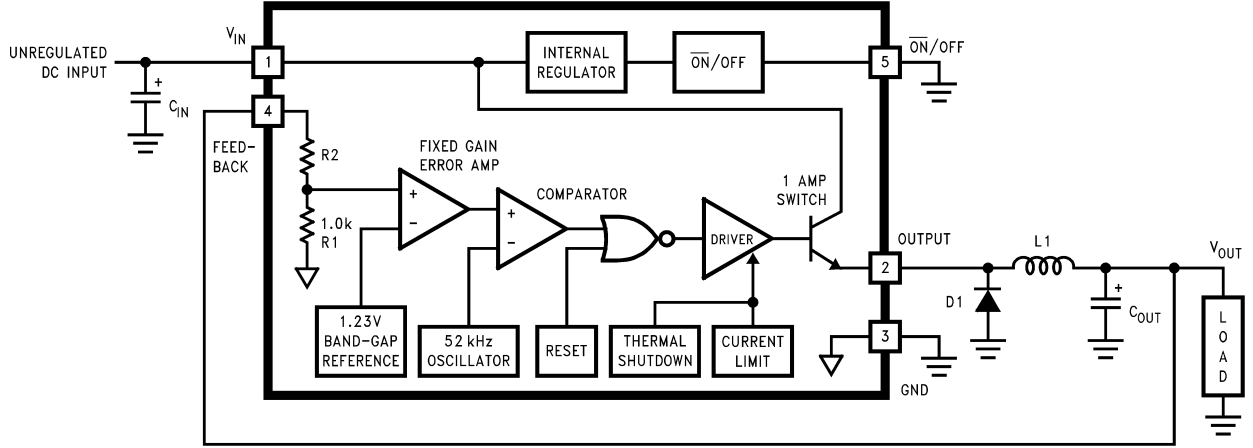 UNREGULATED
DC INPUT
V_IN
1
+
C_IN
4
FEED-
BACK
R2
1.0k
R1
INTERNAL
REGULATOR
O̅N̅/OFF
5
O̅N̅/OFF
FIXED GAIN
ERROR AMP
+
−
COMPARATOR
+
−
DRIVER
1 AMP
SWITCH
OUTPUT
2
3
GND
1.23V
BAND-GAP
REFERENCE
52 kHz
OSCILLATOR
RESET
THERMAL
SHUTDOWN
CURRENT
LIMIT
D1
L1
+
C_OUT
V_OUT
LOAD